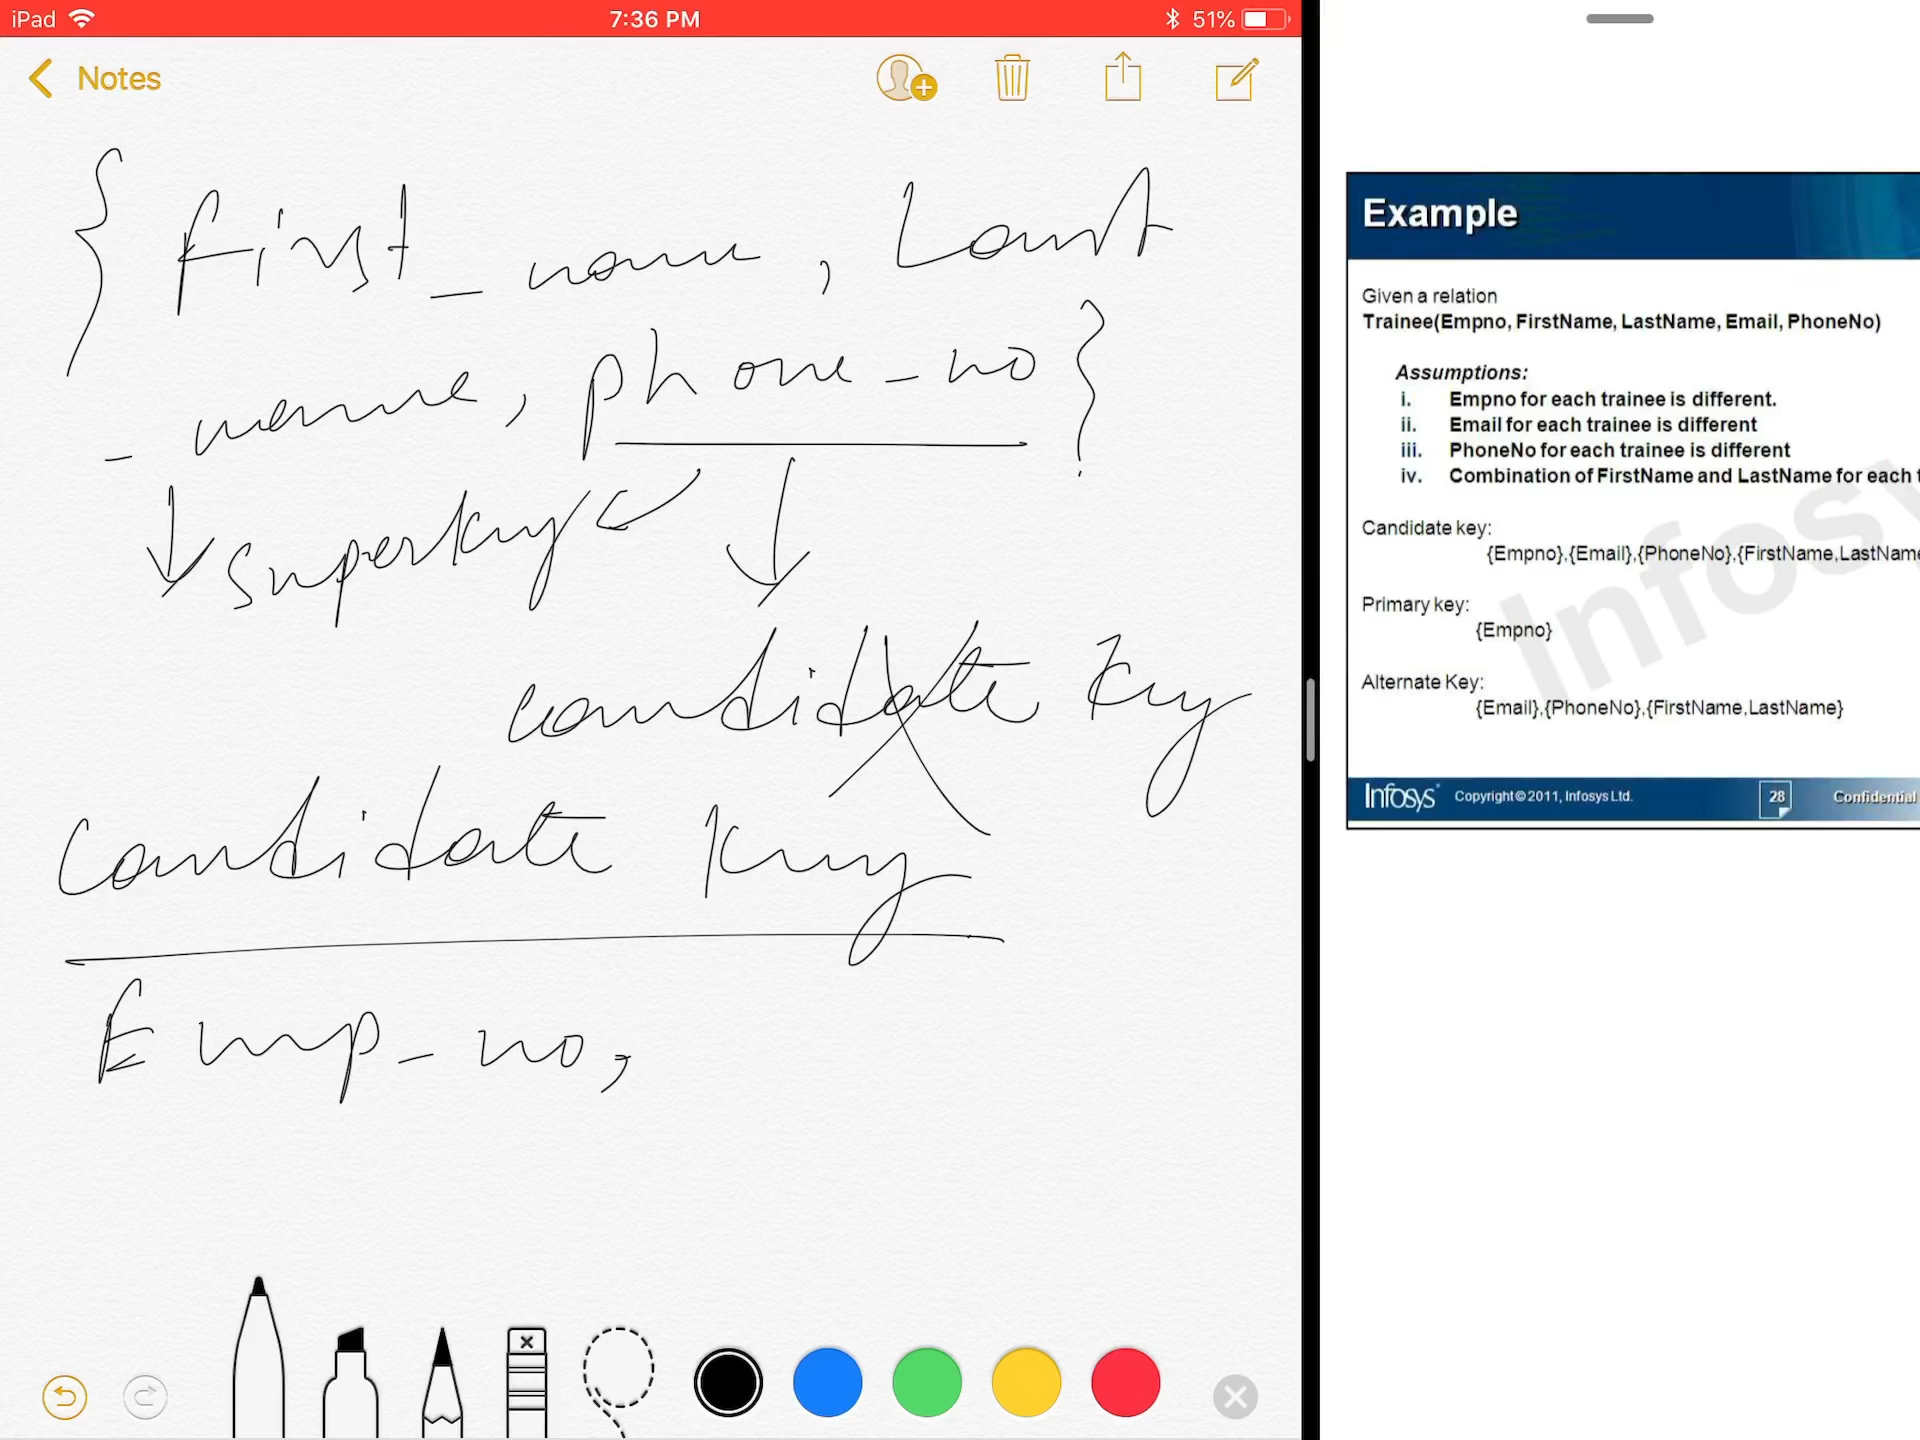 iPad 7:36 PM 51%
Notes
{ First_name, Last
_name, phone_no }
Superkey
candidate key
Candidate key
Emp_no,
Example
Given a relation
Trainee(Empno, FirstName, LastName, Email, PhoneNo)
Assumptions:
i. Empno for each trainee is different.
ii. Email for each trainee is different
iii. PhoneNo for each trainee is different
iv. Combination of FirstName and LastName for each
Candidate key:
{Empno},{Email},{PhoneNo},{FirstName,LastName
Primary key:
{Empno}
Alternate Key:
{Email},{PhoneNo},{FirstName,LastName}
Infosy
Infosys Copyright©2011, Infosys Ltd. 28 Confidential